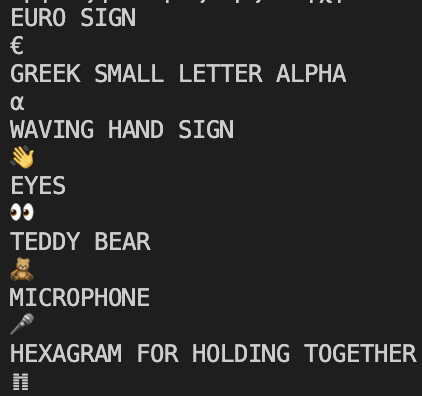 EURO SIGN
€
GREEK SMALL LETTER ALPHA
α
WAVING HAND SIGN
👋
EYES
👀
TEDDY BEAR
🧸
MICROPHONE
🎤
HEXAGRAM FOR HOLDING TOGETHER
䷇